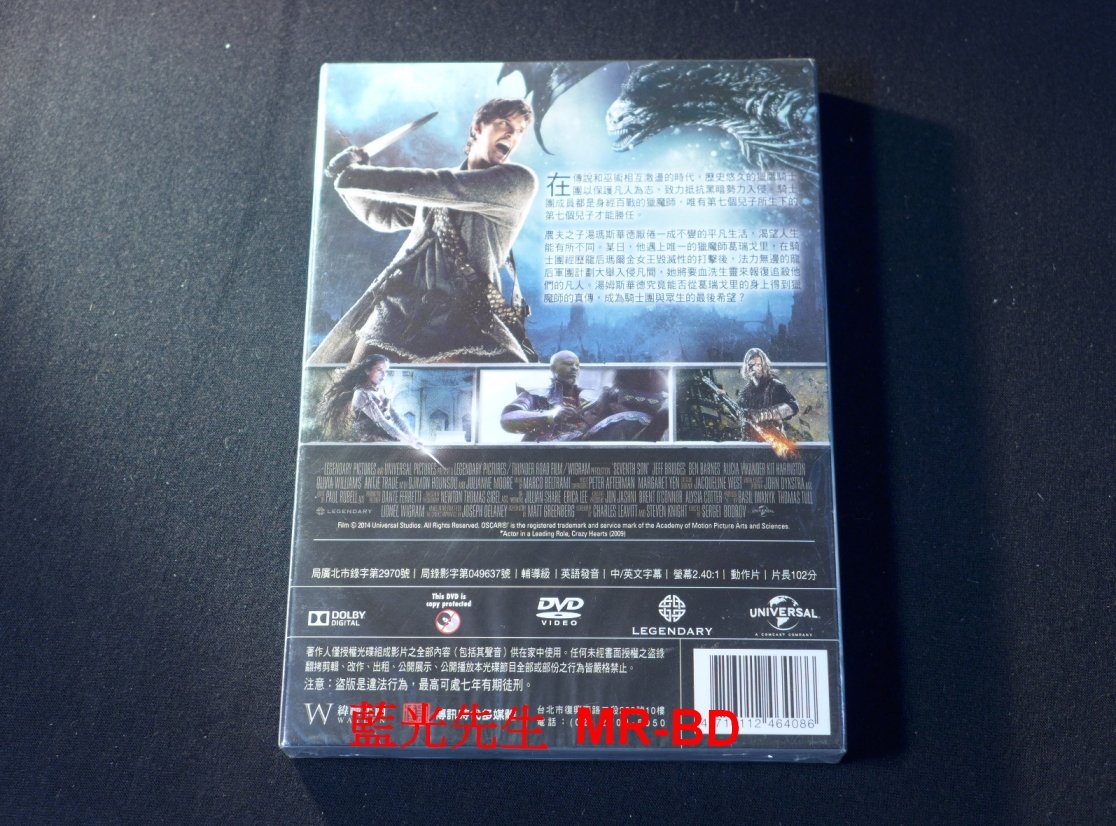 在傳說和巫術相互激盪的時代，歷史悠久的獵鷹騎士
團以保護凡人為志，致力抵抗黑暗勢力入侵。騎士
團成員都是身經百戰的獵魔師，唯有第七個兒子所生下的
第七個兒子才能勝任。
農夫之子湯瑪斯華德厭倦一成不變的平凡生活，渴望人生
能有所不同。某日，他遇上唯一的獵魔師葛瑞戈里，在騎
士團經歷龍后瑪爾金女王毀滅性的打擊後，法力無邊的龍
后軍團計劃大舉入侵凡間，她將要血洗生靈來報復追殺他
們的凡人。湯姆斯華德究竟能否從葛瑞戈里的身上得到獵
魔師的真傳，成為騎士團與眾生的最後希望？
LEGENDARY PICTURES UNIVERSAL PICTURES LEGENDARY PICTURES/THUNDER ROAD FILM/WIGRAM "SEVENTH SON" JEFF BRIDGES BEN BARNES ALICIA VIKANDER KIT HARINGTON
OLIVIA WILLIAMS ANTJE TRAUE DJIMON HOUNSOU JULIANNE MOORE MARCO BELTRAMI PETER AFTERMAN MARGARET YEN JACQUELINE WEST JOHN DYKSTRA
PAUL RUBELL DANTE FERRETTI NEWTON THOMAS SIGEL JILLIAN SHARE ERICA LEE JON JASHNI BRENT O'CONNOR ALYSIA COTTER BASIL IWANYK THOMAS TULL
LEGENDARY LIONEL WIGRAM JOSEPH DELANEY MATT GREENBERG CHARLES LEAVITT AND STEVEN KNIGHT SERGEI BODROV UNIVERSAL
Film © 2014 Universal Studios. All Rights Reserved. OSCAR® is the registered trademark and service mark of the Academy of Motion Picture Arts and Sciences.
*Actor in a Leading Role, Crazy Hearts (2009)
局廣北市錄字第2970號 | 局錄影字第049637號 | 輔導級 | 英語發音 | 中/英文字幕 | 螢幕2.40:1 | 動作片 | 片長102分
DOLBY DIGITAL
This DVD is
copy protected
DVD
VIDEO
LEGENDARY
UNIVERSAL
A COMCAST COMPANY
著作人僅授權光碟組成影片之全部內容（包括其聲音）供在家中使用。任何未經書面授權之盜錄
翻拷剪輯、改作、出租、公開展示、公開播放本光碟節目全部或部份之行為皆嚴格禁止。
注意：盜版是違法行為，最高可處七年有期徒刑。
台北市復興
10樓
電話：(02)
藍光先生 MR-BD
112 464086